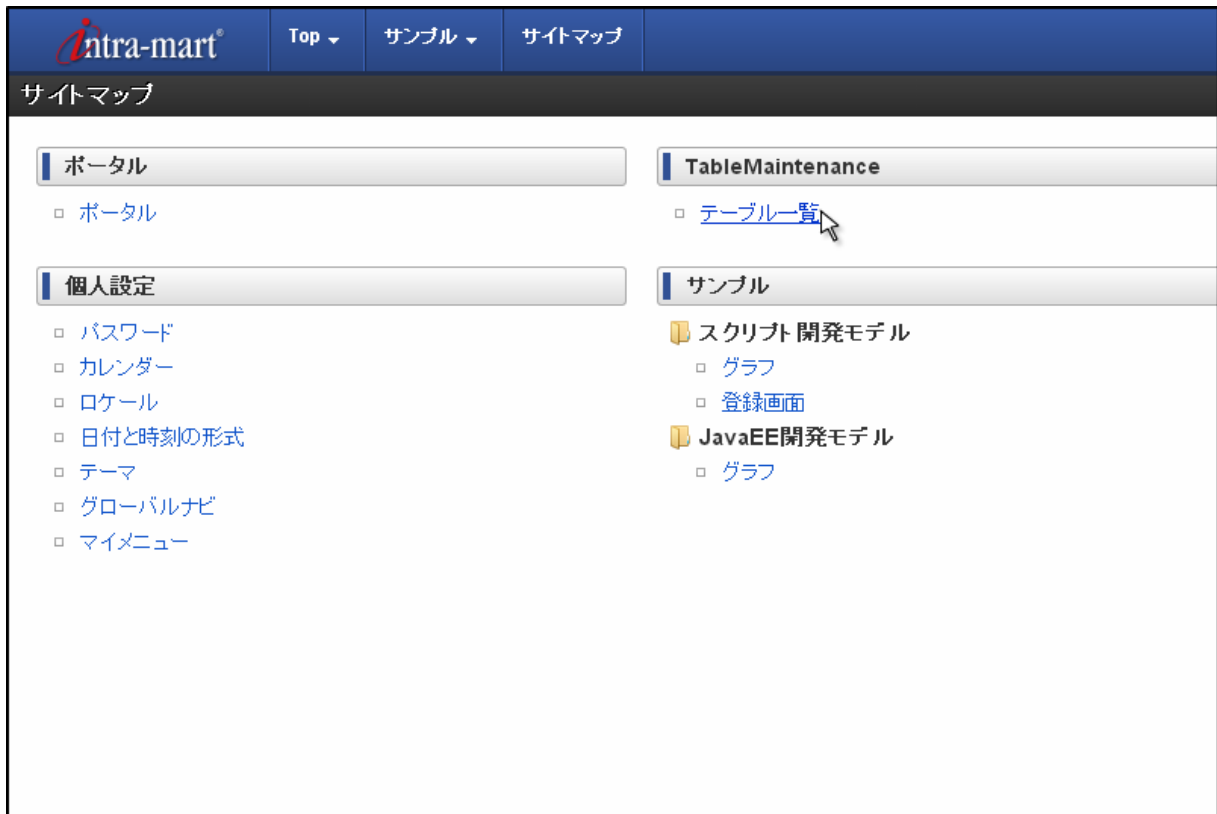 intra-mart® Top サンプル サイトマップ
サイトマップ
ポータル
ポータル
個人設定
パスワード
カレンダー
ロケール
日付と時刻の形式
テーマ
グローバルナビ
マイメニュー
TableMaintenance
テーブル一覧
サンプル
スクリプト開発モデル
グラフ
登録画面
JavaEE開発モデル
グラフ